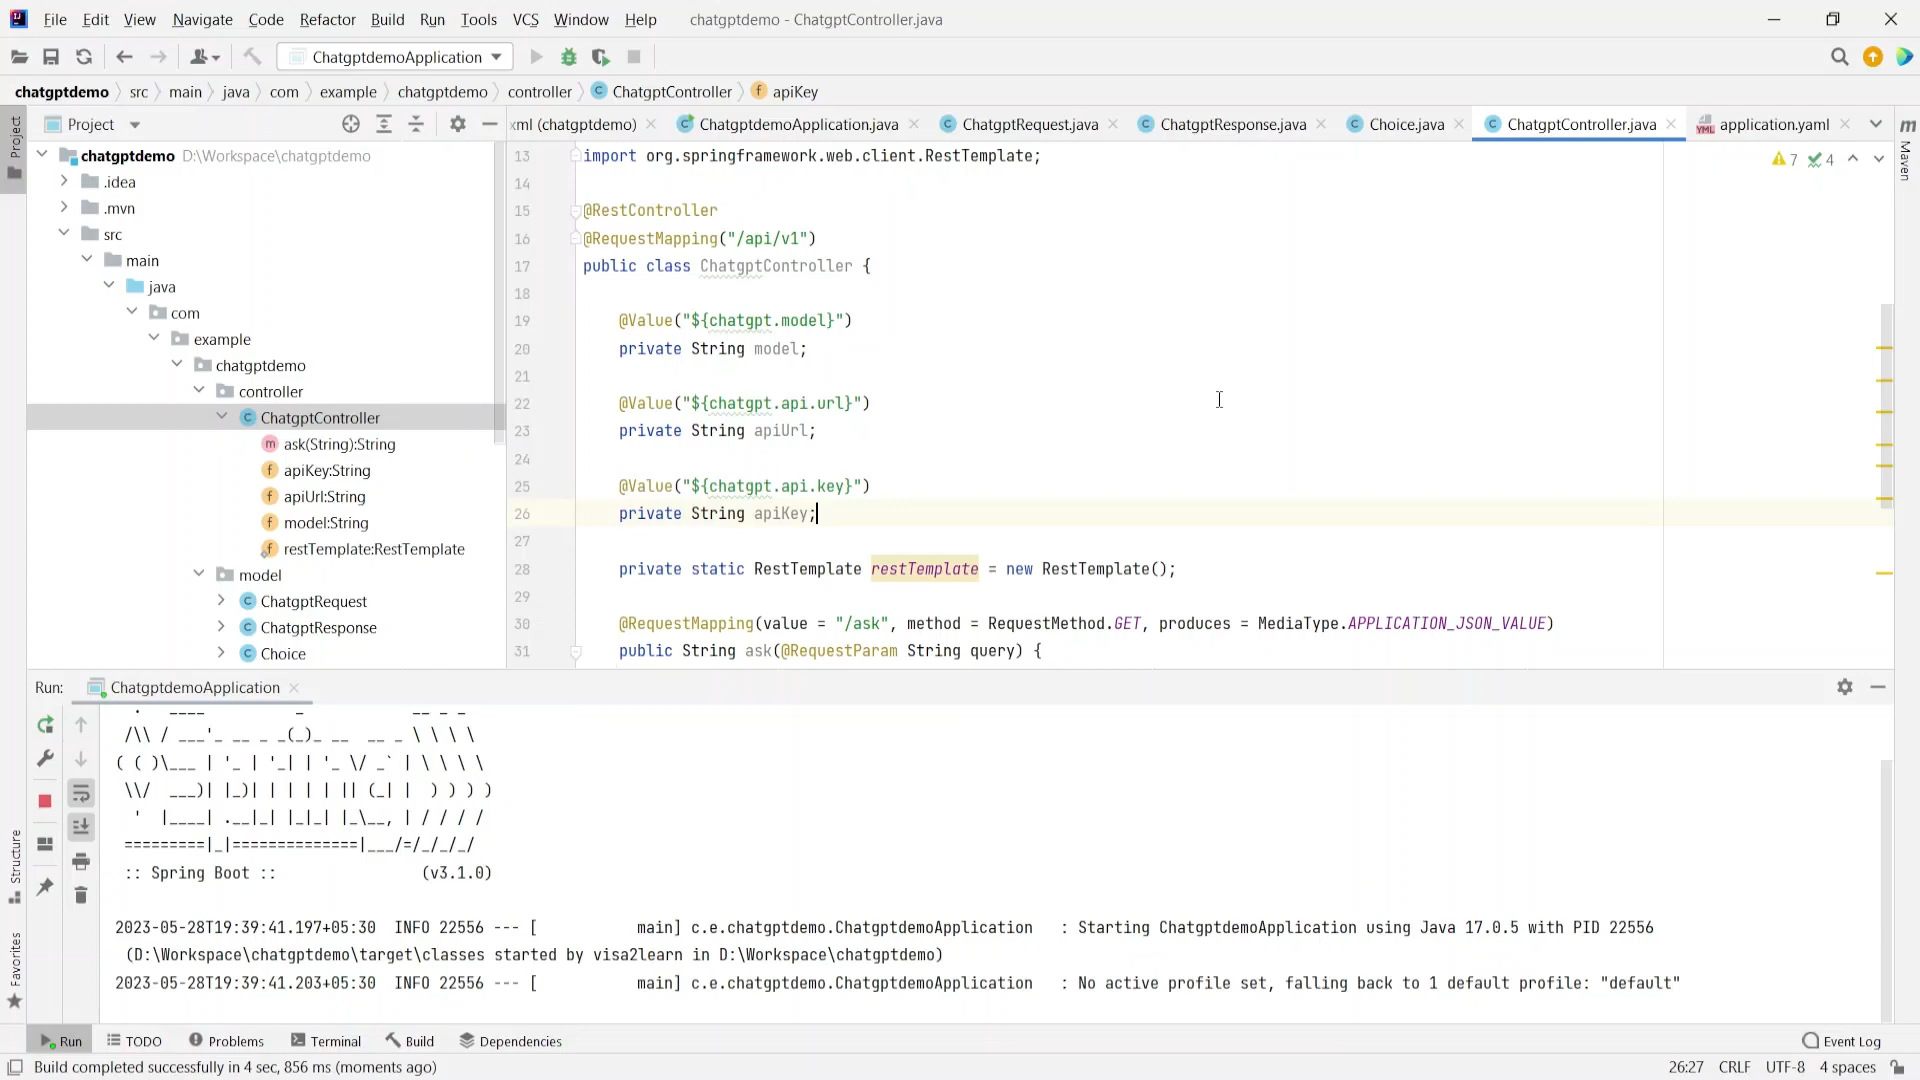 File Edit View Navigate Code Refactor Build Run Tools VCS Window Help chatgptdemo - ChatgptController.java
ChatgptdemoApplication
chatgptdemo src main java com example chatgptdemo controller ChatgptController apiKey
Project
xml (chatgptdemo) ChatgptdemoApplication.java ChatgptRequest.java ChatgptResponse.java Choice.java ChatgptController.java application.yaml
Project
Maven
chatgptdemo D:\Workspace\chatgptdemo
.idea
.mvn
src
main
java
com
example
chatgptdemo
controller
ChatgptController
ask(String):String
apiKey:String
apiUrl:String
model:String
restTemplate:RestTemplate
model
ChatgptRequest
ChatgptResponse
Choice
7 4
13 import org.springframework.web.client.RestTemplate;
14
15 @RestController
16 @RequestMapping("/api/v1")
17 public class ChatgptController {
18
19 @Value("${chatgpt.model}")
20 private String model;
21
22 @Value("${chatgpt.api.url}")
23 private String apiUrl;
24
25 @Value("${chatgpt.api.key}")
26 private String apiKey;
27
28 private static RestTemplate restTemplate = new RestTemplate();
29
30 @RequestMapping(value = "/ask", method = RequestMethod.GET, produces = MediaType.APPLICATION_JSON_VALUE)
31 public String ask(@RequestParam String query) {
Run: ChatgptdemoApplication
:: Spring Boot :: (v3.1.0)
2023-05-28T19:39:41.197+05:30 INFO 22556 --- [ main] c.e.chatgptdemo.ChatgptdemoApplication : Starting ChatgptdemoApplication using Java 17.0.5 with PID 22556
(D:\Workspace\chatgptdemo\target\classes started by visa2learn in D:\Workspace\chatgptdemo)
2023-05-28T19:39:41.203+05:30 INFO 22556 --- [ main] c.e.chatgptdemo.ChatgptdemoApplication : No active profile set, falling back to 1 default profile: "default"
Structure
Favorites
Run TODO Problems Terminal Build Dependencies Event Log
Build completed successfully in 4 sec, 856 ms (moments ago) 26:27 CRLF UTF-8 4 spaces